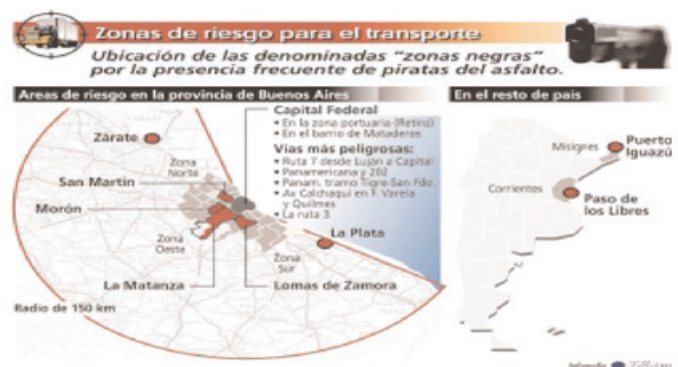 Zonas de riesgo para el transporte
Ubicación de las denominadas "zonas negras"
por la presencia frecuente de piratas del asfalto.
Areas de riesgo en la provincia de Buenos Aires
En el resto de pais
Capital Federal
• En la zona portuaria (Retiro)
• En el barrio de Mataderos
Vias más peligrosas:
• Ruta 7 desde Luján a Capital
• Panamericana y 202
• Panam. tramo Tigre-San Fdo.
• Av Calchaqui en F. Varela
y Quilmes
• La ruta 3
Zárate
Zona
Norte
San Martin
Morón
Zona
Oeste
La Plata
Zona
Sur
La Matanza
Lomas de Zamora
Radio de 150 km
Misiones
Puerto
Iguazú
Corrientes
Paso de
los Libres